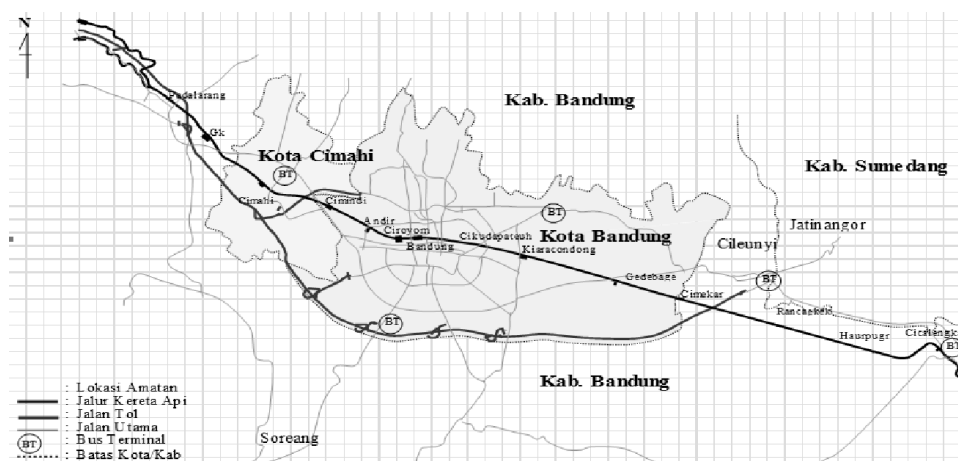 N
Padalarang
Gk
Kab. Bandung
Kota Cimahi
BT
Kab. Sumedang
Cimahi
Cimindi
BT
Andir
Jatinangor
Ciroyom
Cikudapateuh
Kota Bandung
Cileunyi
Bandung
Kiaracondong
Gedebage
BT
Cimekar
Rancaekek
BT
Haurpugr
Cicalengka
BT
Kab. Bandung
: Lokasi Amatan
: Jalur Kereta Api
: Jalan Tol
: Jalan Utama
BT : Bus Terminal
: Batas Kota/Kab
Soreang